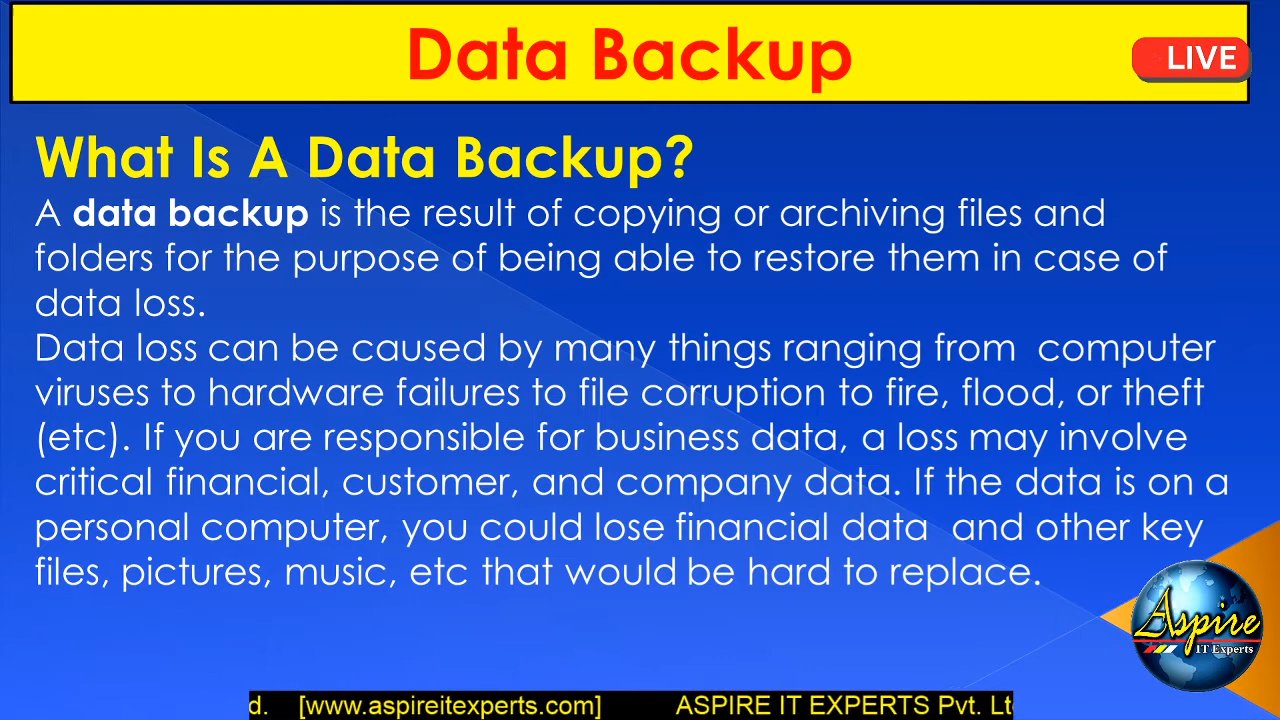 Data Backup
LIVE
What Is A Data Backup?
A data backup is the result of copying or archiving files and
folders for the purpose of being able to restore them in case of
data loss.
Data loss can be caused by many things ranging from  computer
viruses to hardware failures to file corruption to fire, flood, or theft
(etc). If you are responsible for business data, a loss may involve
critical financial, customer, and company data. If the data is on a
personal computer, you could lose financial data  and other key
files, pictures, music, etc that would be hard to replace.
Aspire
IT Experts
d. [www.aspireitexperts.com] ASPIRE IT EXPERTS Pvt. Lt